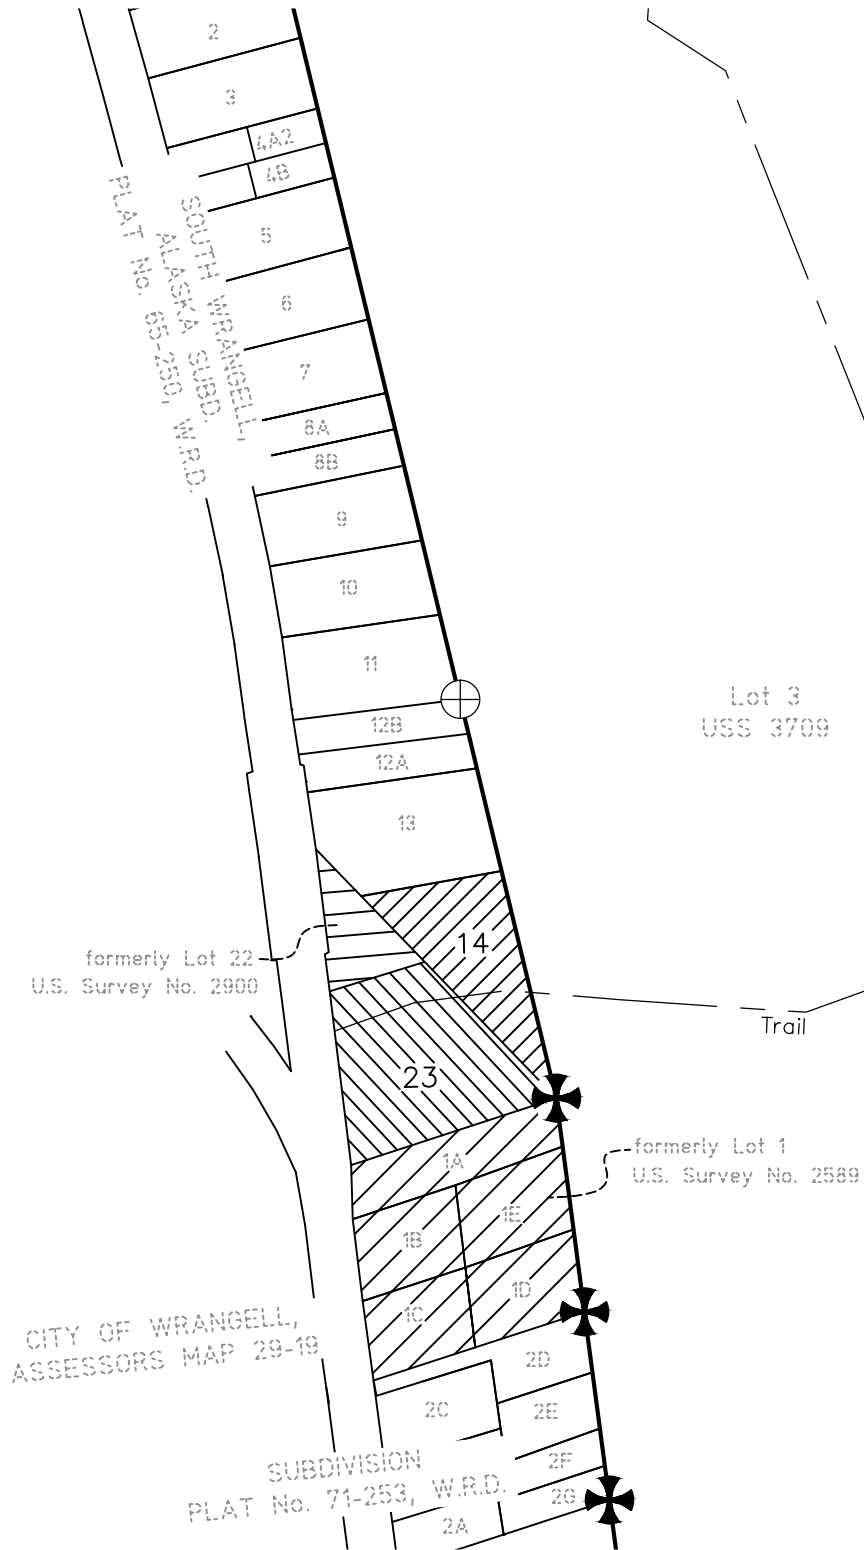 2
3
4A2
4B
5
SOUTH WRANGELL,
ALASKA SUBD.
PLAT No. 65-250, W.R.D.
6
7
8A
8B
9
10
11
Lot 3
USS 3709
12B
12A
13
14
formerly Lot 22
U.S. Survey No. 2900
Trail
23
formerly Lot 1
U.S. Survey No. 2589
1A
1E
1B
1D
1C
CITY OF WRANGELL,
ASSESSORS MAP 29-19
2D
2C
2E
2F
SUBDIVISION
PLAT No. 71-253, W.R.D.
2G
2A